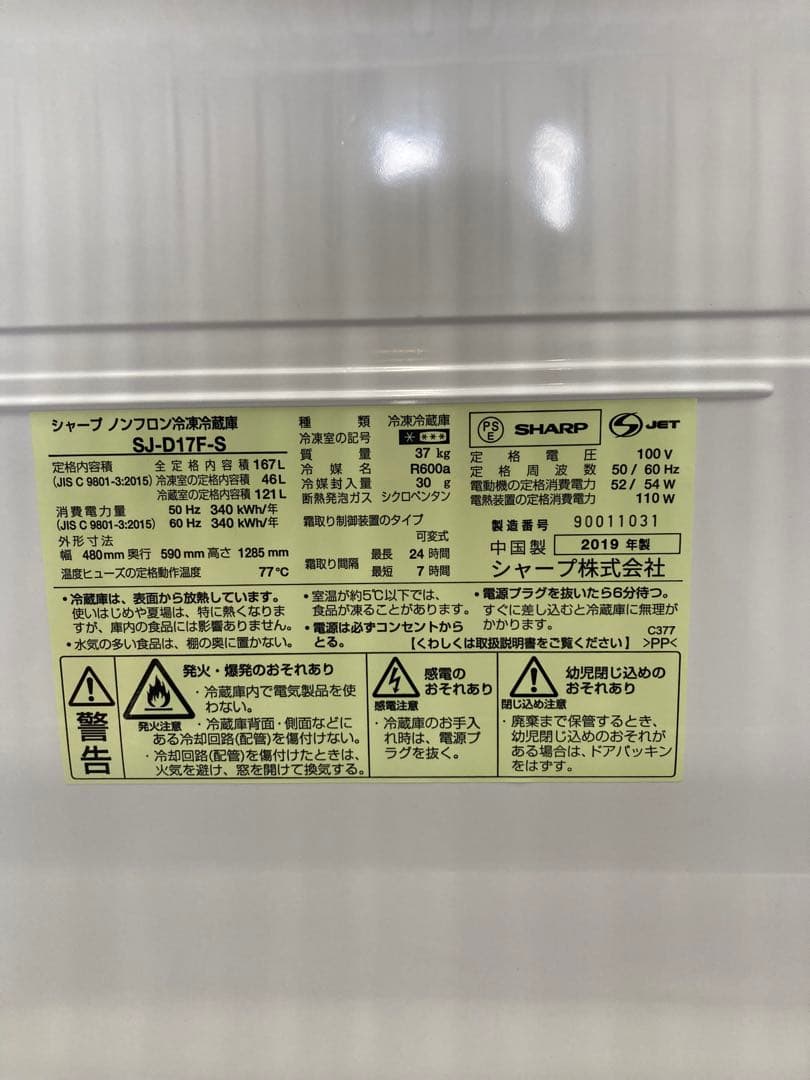 シャープ ノンフロン冷凍冷蔵庫
SJ-D17F-S
定格内容積 全定格内容積 167L
(JIS C 9801-3:2015) 冷凍室の定格内容積 46L
冷蔵室の定格内容積 121L
消費電力量 50 Hz 340 kWh/年
(JIS C 9801-3:2015) 60 Hz 340 kWh/年
外形寸法
幅 480mm 奥行 590mm 高さ 1285 mm
温度ヒューズの定格動作温度 77℃
種類 冷凍冷蔵庫
冷凍室の記号 * ***
質量 37 kg
冷媒名 R600a
冷媒封入量 30 g
断熱発泡ガス シクロペンタン
霜取り制御装置のタイプ
可変式
霜取り間隔 最長 24 時間
最短 7 時間
PSE SHARP S JET
定格電圧 100 V
定格周波数 50 / 60 Hz
電動機の定格消費電力 52 / 54 W
電熱装置の定格消費電力 110 W
製造番号 90011031
中国製 2019 年製
シャープ株式会社
・冷蔵庫は、表面から放熱しています。
使いはじめや夏場は、特に熱くなりま
すが、庫内の食品には影響ありません。
・水気の多い食品は、棚の奥に置かない。
・室温が約5℃以下では、
食品が凍ることがあります。
・電源は必ずコンセントから
とる。
・電源プラグを抜いたら6分待つ。
すぐに差し込むと冷蔵庫に無理が
かかります。
C377
【くわしくは取扱説明書をご覧ください】 >PP<
警告
発火・爆発のおそれあり
発火注意
・冷蔵庫内で電気製品を使
わない。
・冷蔵庫背面・側面などに
ある冷却回路(配管)を傷付けない。
・冷却回路(配管)を傷付けたときは、
火気を避け、窓を開けて換気する。
感電の
おそれあり
感電注意
・冷蔵庫のお手入
れ時は、電源プ
ラグを抜く。
幼児閉じ込めの
おそれあり
閉じ込め注意
・廃棄まで保管するとき、
幼児閉じ込めのおそれが
ある場合は、ドアパッキン
をはずす。